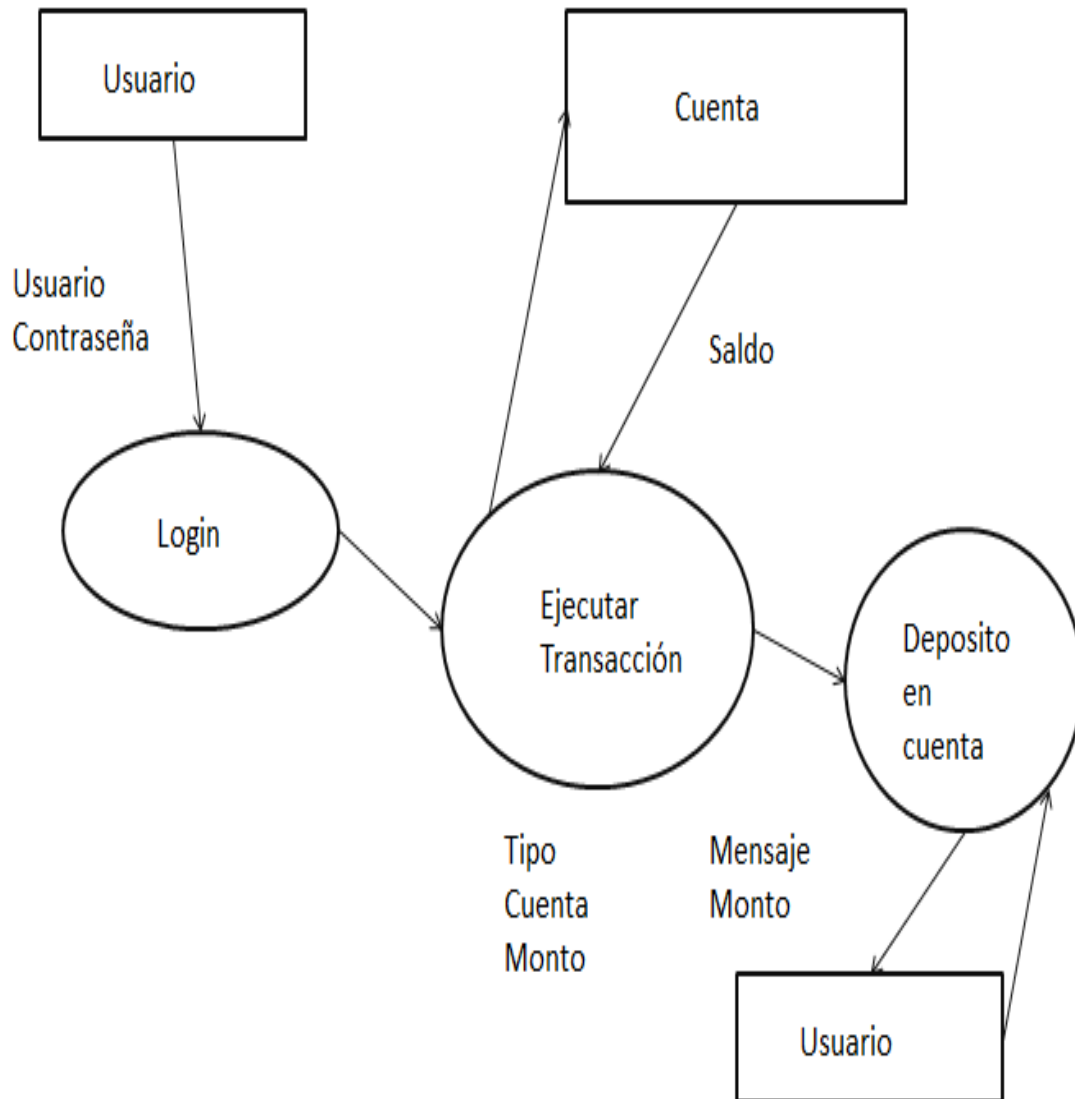 Usuario
Cuenta
Usuario
Contraseña
Saldo
Login
Ejecutar
Transacción
Deposito
en
cuenta
Tipo
Cuenta
Monto
Mensaje
Monto
Usuario